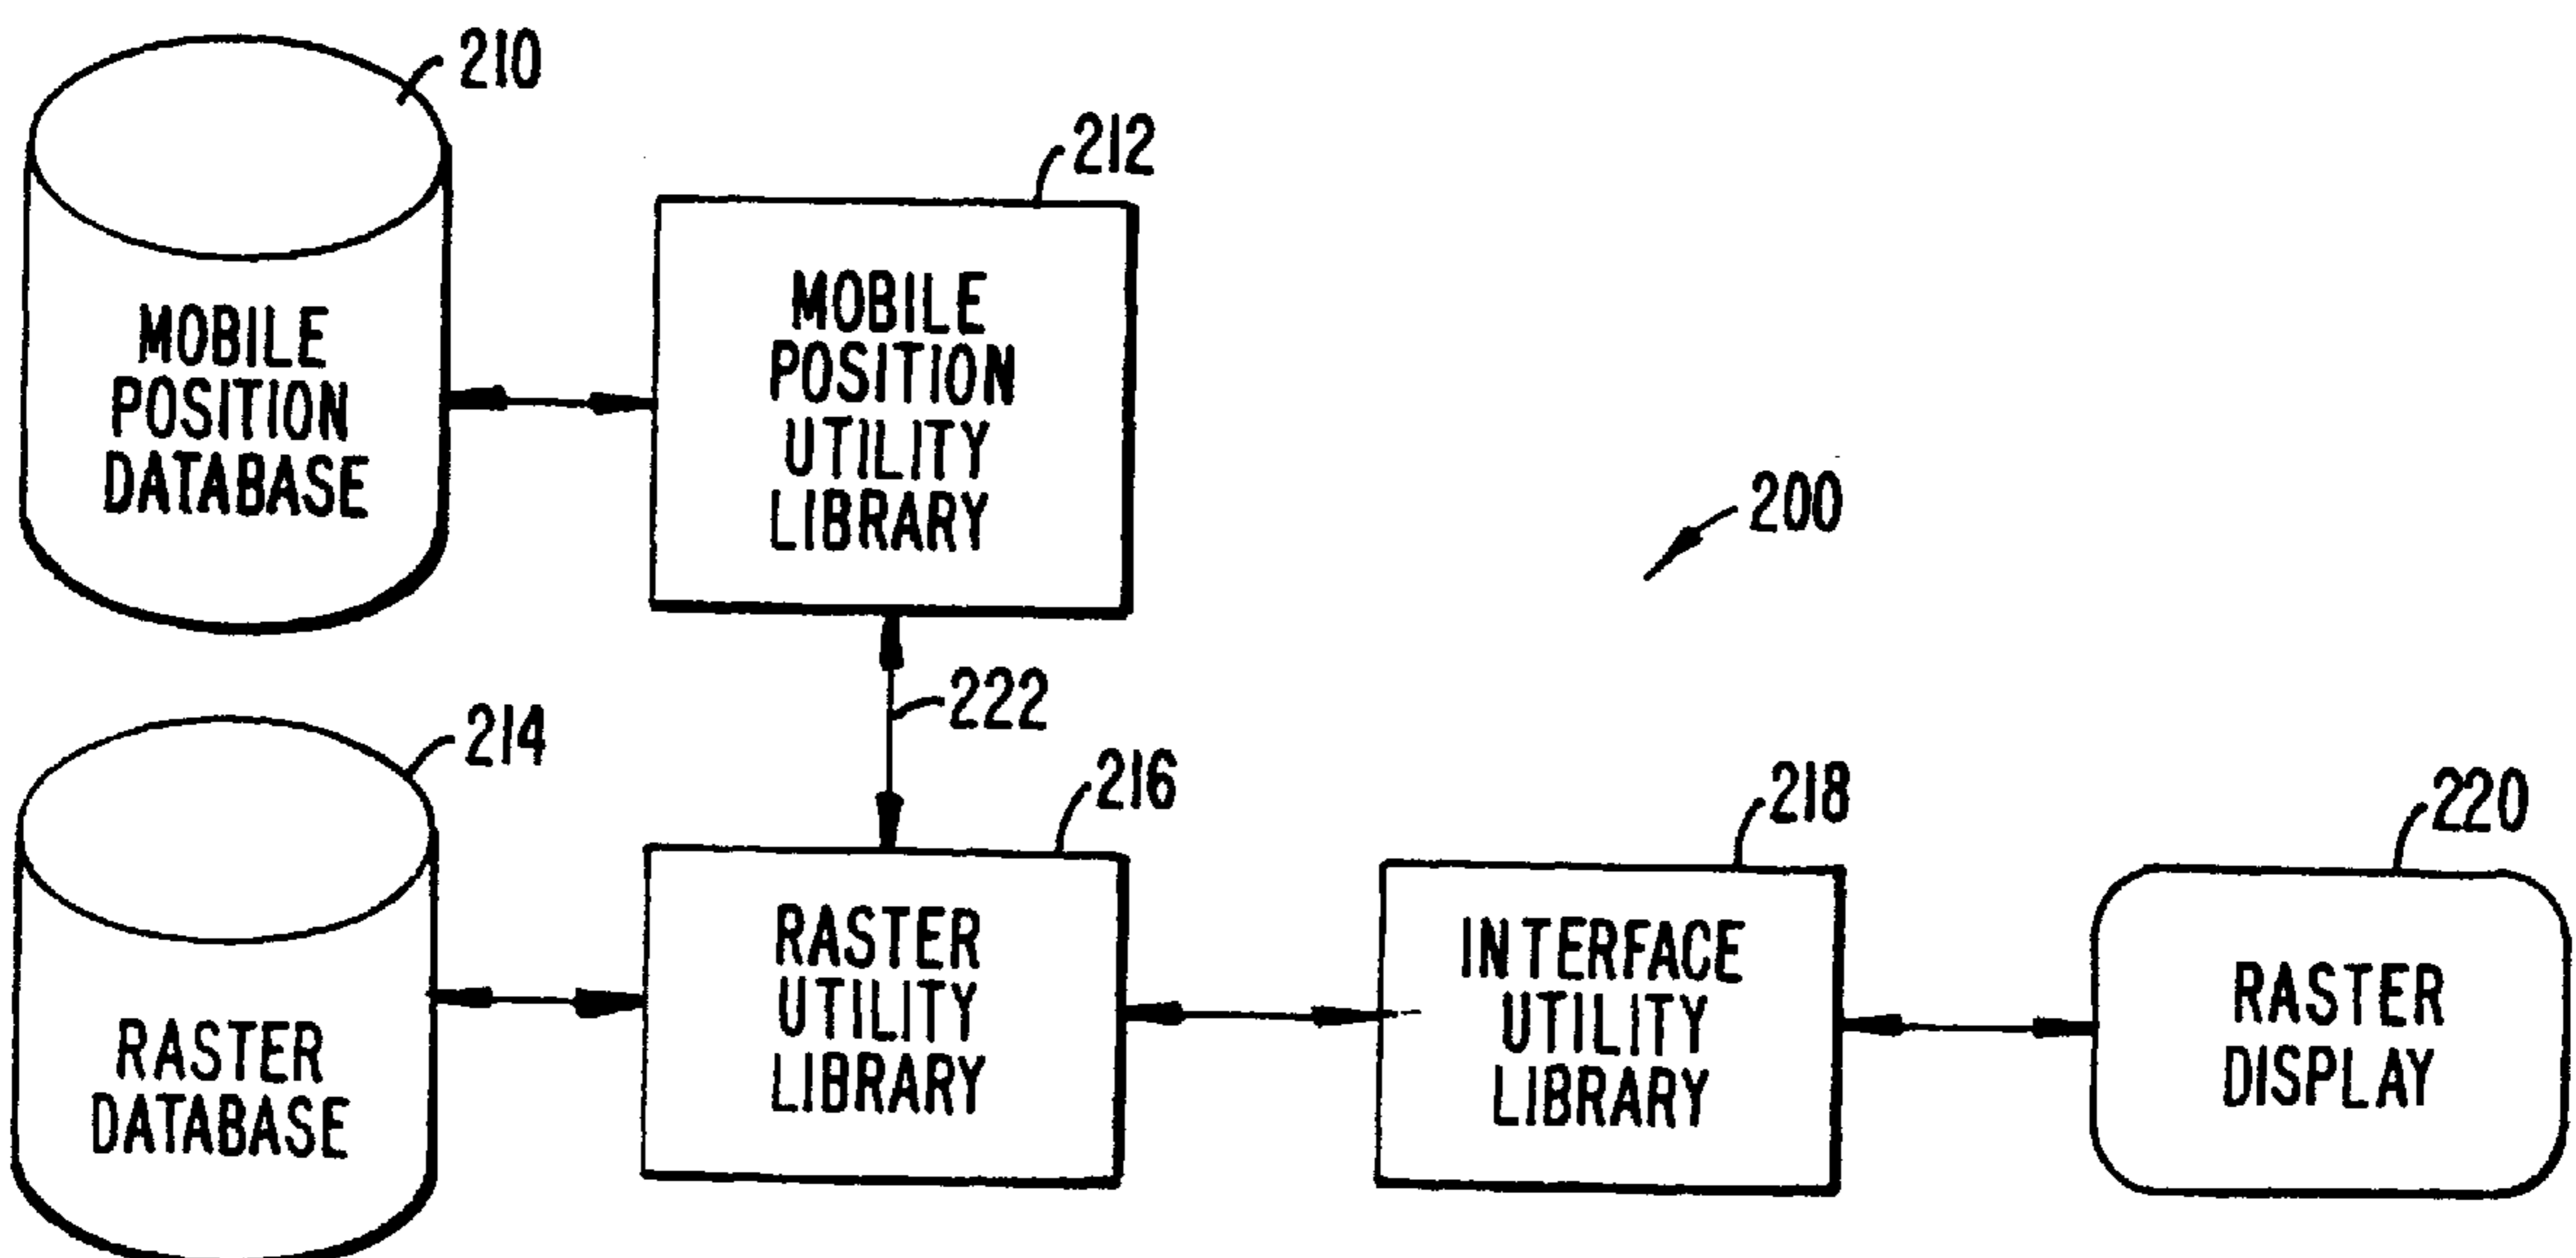 210
MOBILE
POSITION
DATABASE
212
MOBILE
POSITION
UTILITY
LIBRARY
200
222
214
RASTER
DATABASE
216
RASTER
UTILITY
LIBRARY
218
INTERFACE
UTILITY
LIBRARY
220
RASTER
DISPLAY